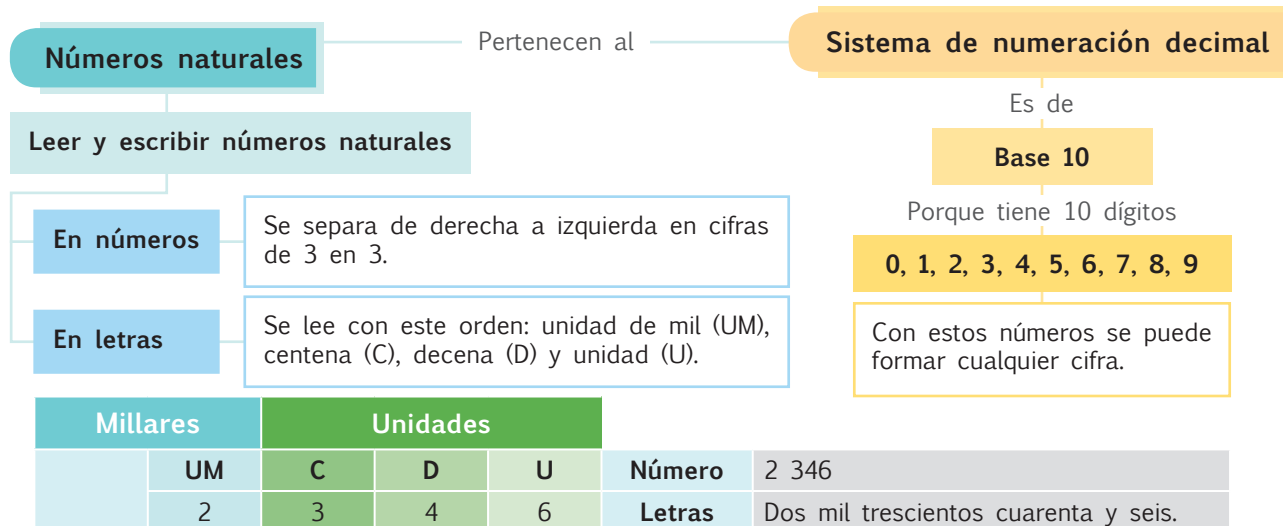 Números naturales
Pertenecen al
Sistema de numeración decimal
Leer y escribir números naturales
En números
Se separa de derecha a izquierda en cifras
de 3 en 3.
En letras
Se lee con este orden: unidad de mil (UM),
centena (C), decena (D) y unidad (U).
Es de
Base 10
Porque tiene 10 dígitos
0, 1, 2, 3, 4, 5, 6, 7, 8, 9
Con estos números se puede
formar cualquier cifra.
Millares Unidades
UM C D U Número 2 346
2 3 4 6 Letras Dos mil trescientos cuarenta y seis.